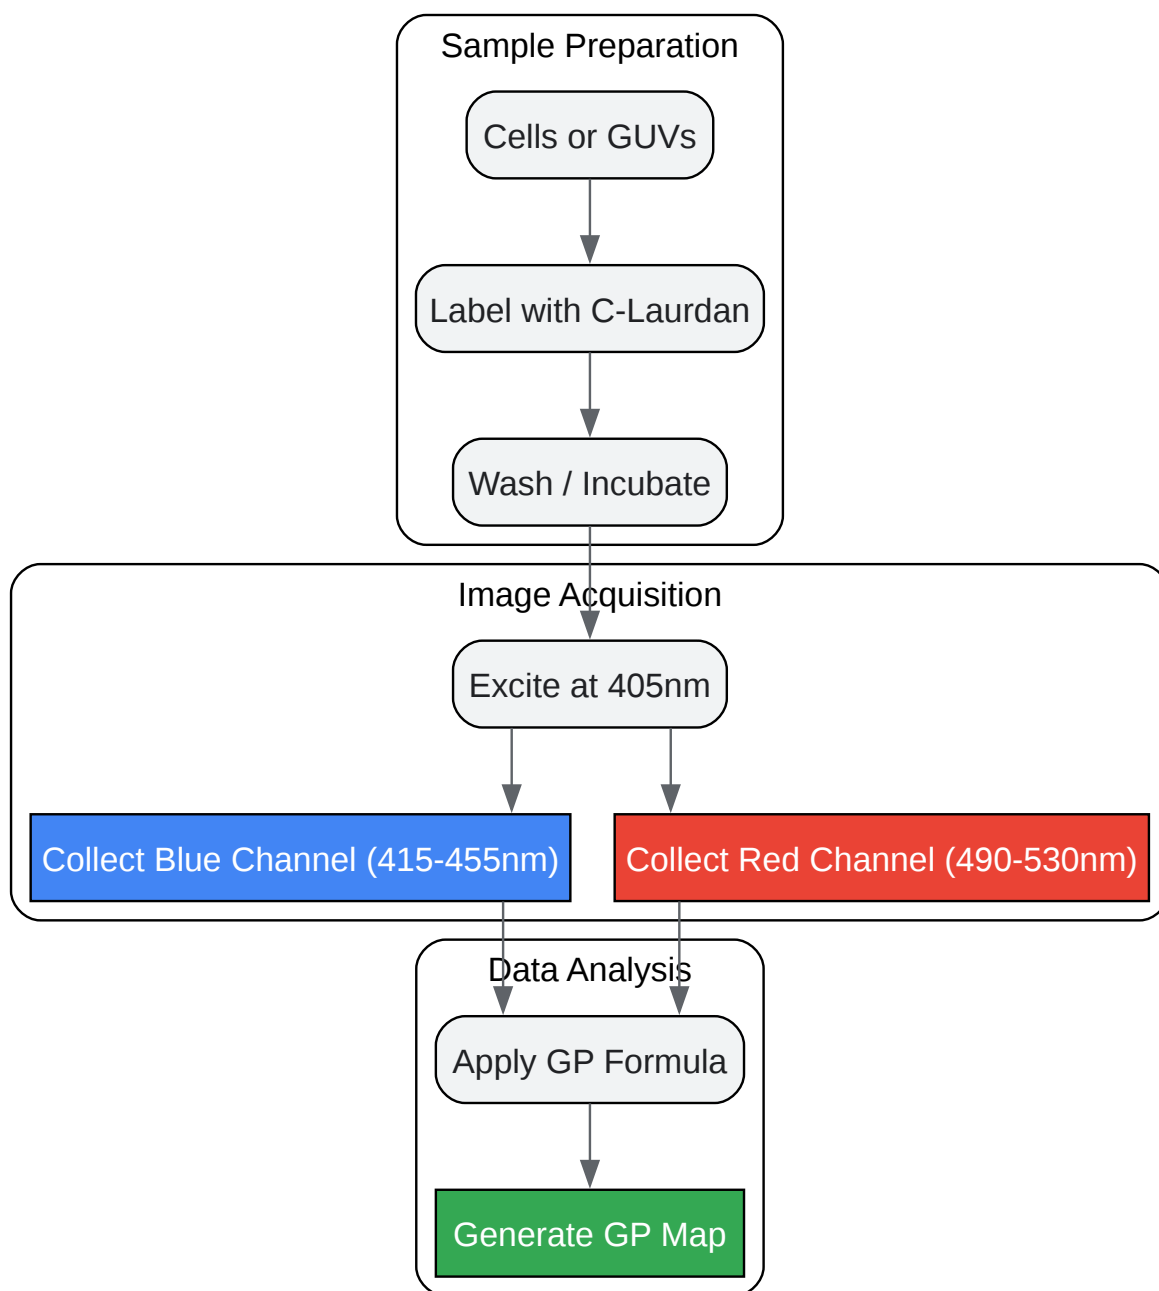 Sample Preparation
Cells or GUVs
Label with C-Laurdan
Wash / Incubate
Image Acquisition
Excite at 405nm
Collect Blue Channel (415-455nm)
Collect Red Channel (490-530nm)
Data Analysis
Apply GP Formula
Generate GP Map